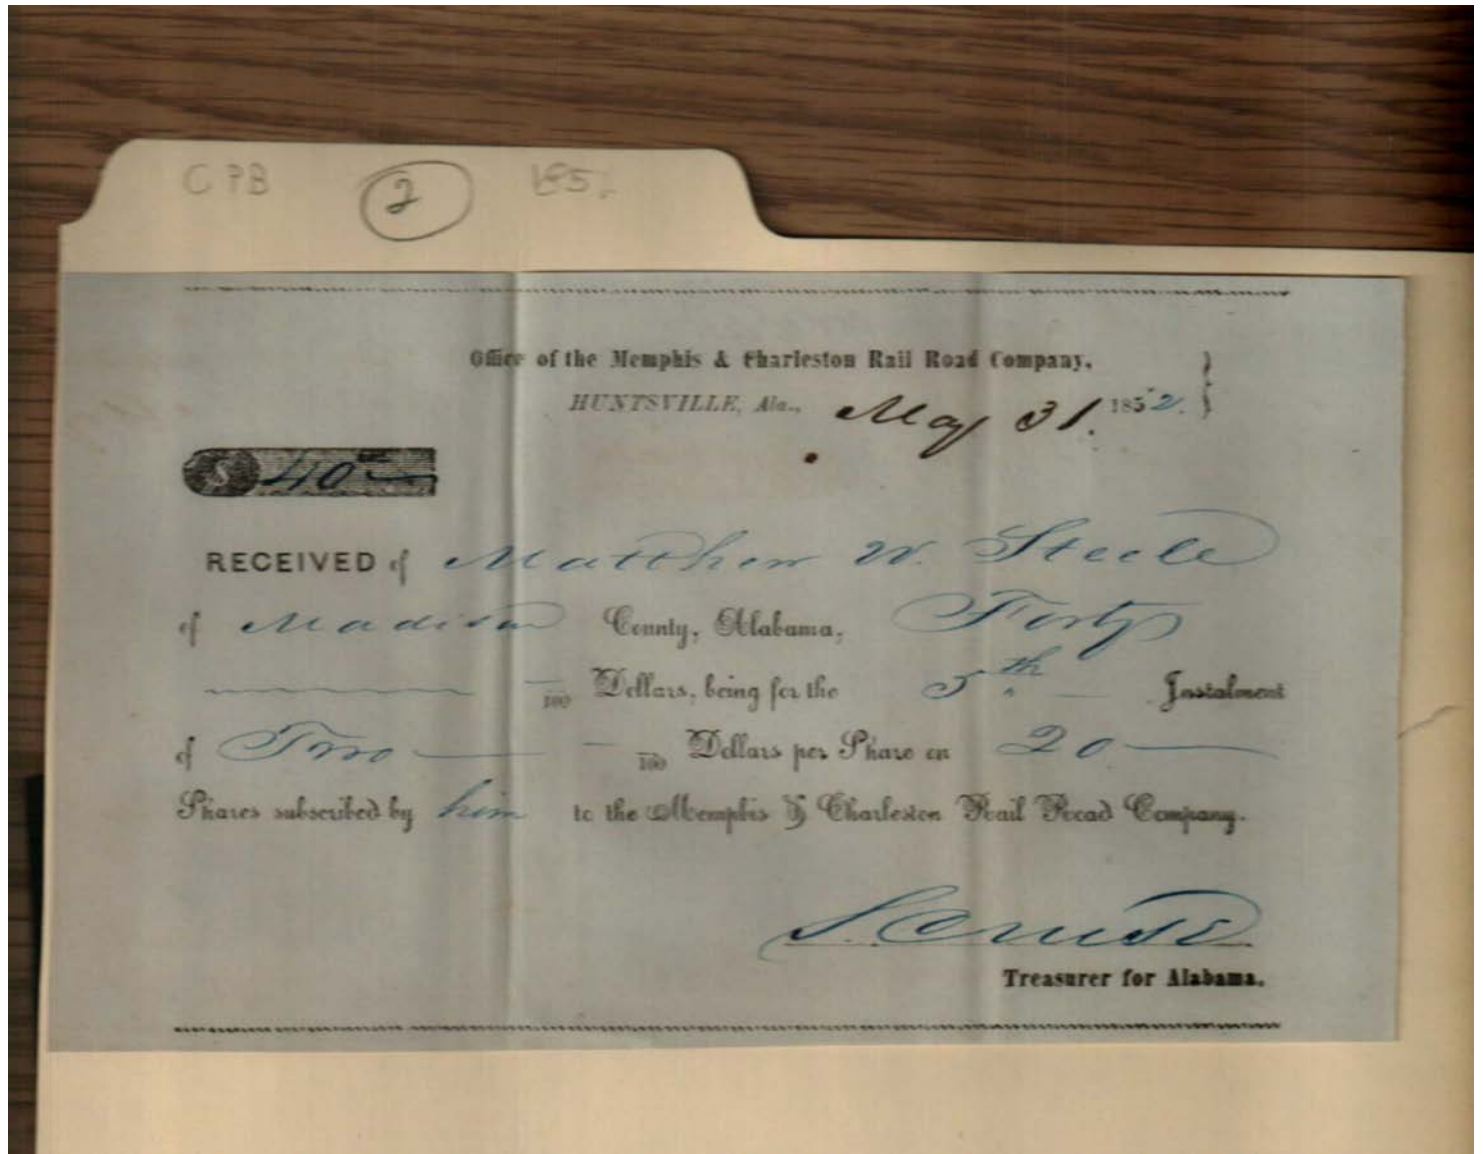 CPB 2 185
Office of the Memphis & Charleston Rail Road Company.
HUNTSVILLE, Ala., May 31. 1852.
$ 40
RECEIVED of Matthew W. Steele
of Madison County, Alabama, Forty
/100 Dollars, being for the 5th Instalment
of Two /100 Dollars per Share on 20
Shares subscribed by him to the Memphis & Charleston Rail Road Company.
S. Cruse
Treasurer for Alabama.